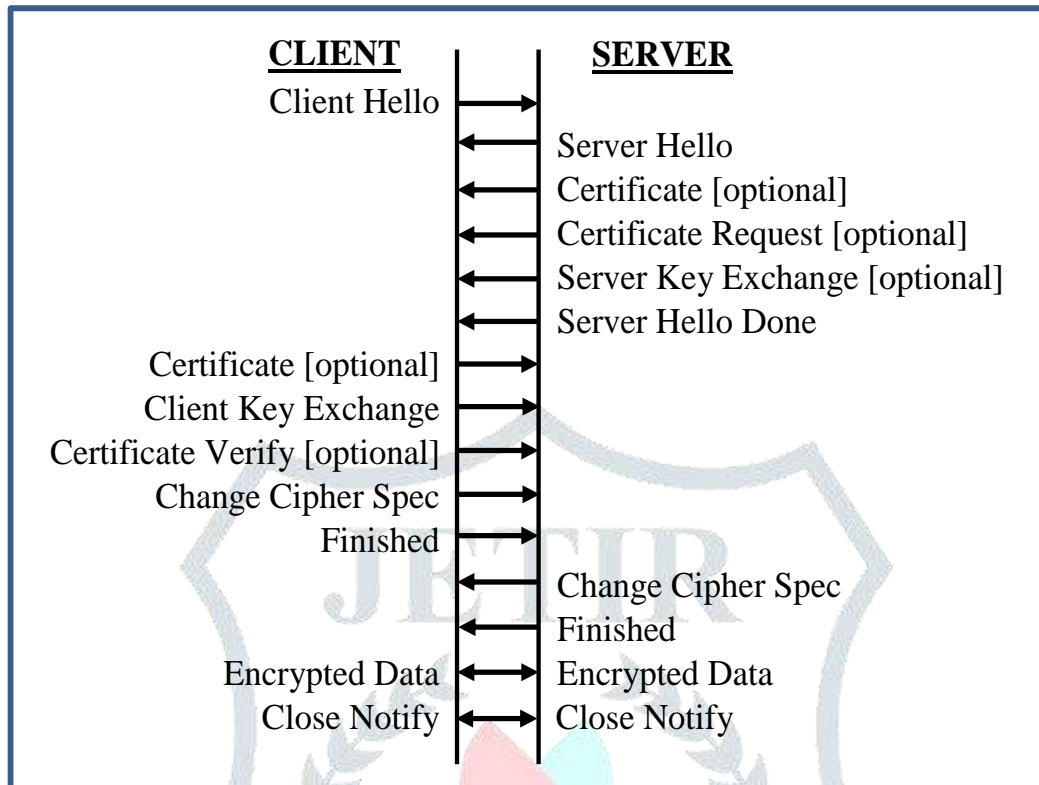 CLIENT SERVER
Client Hello
Server Hello
Certificate [optional]
Certificate Request [optional]
Server Key Exchange [optional]
Server Hello Done
Certificate [optional]
Client Key Exchange
Certificate Verify [optional]
Change Cipher Spec
Finished
JETIR
Change Cipher Spec
Finished
Encrypted Data Encrypted Data
Close Notify Close Notify